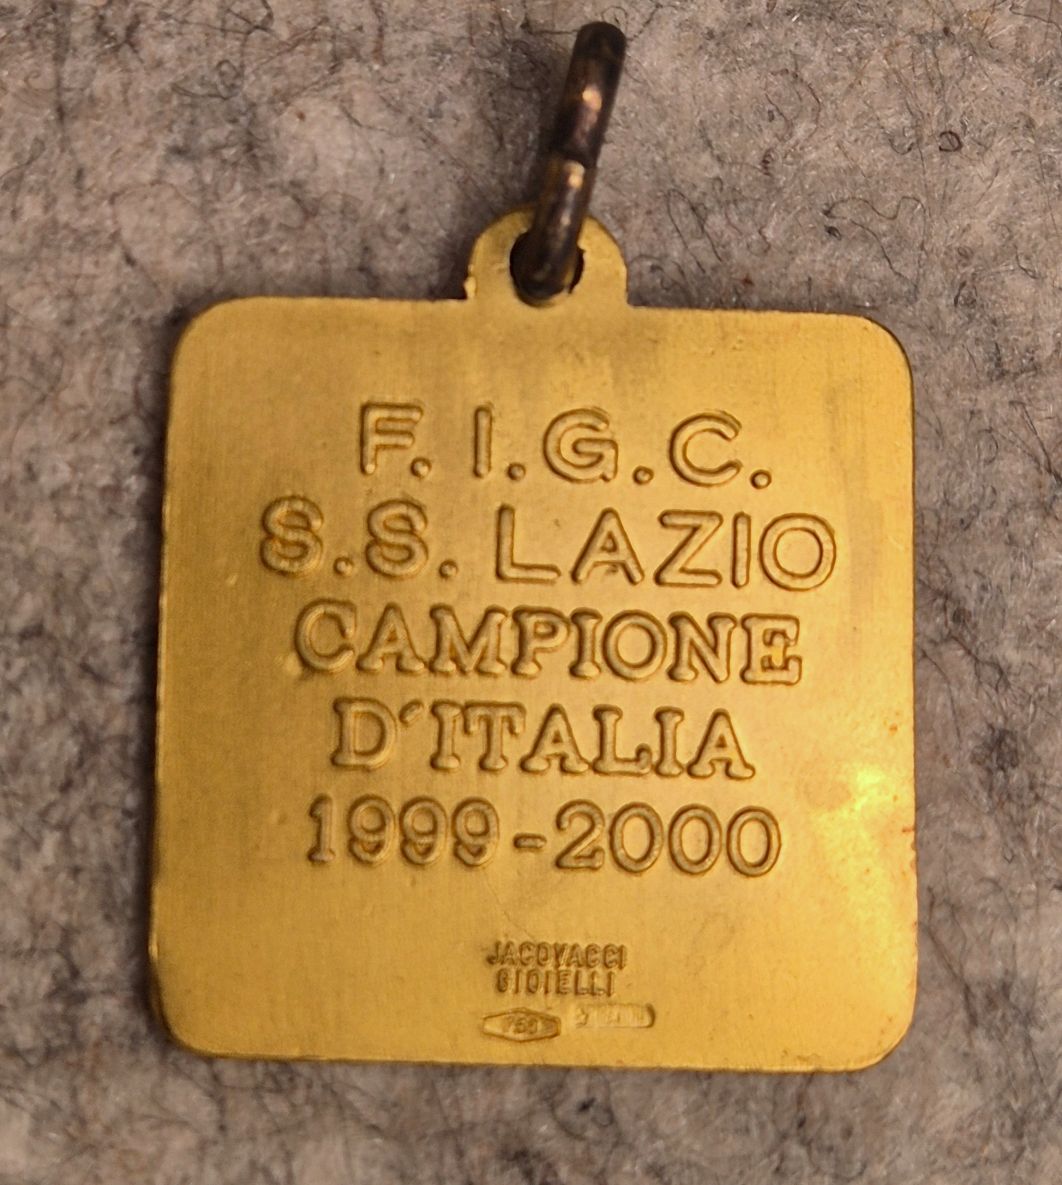 F.I.G.C.
S.S. LAZIO
CAMPIONE
D'ITALIA
1999-2000
JACOVACCI
GIOIELLI
750